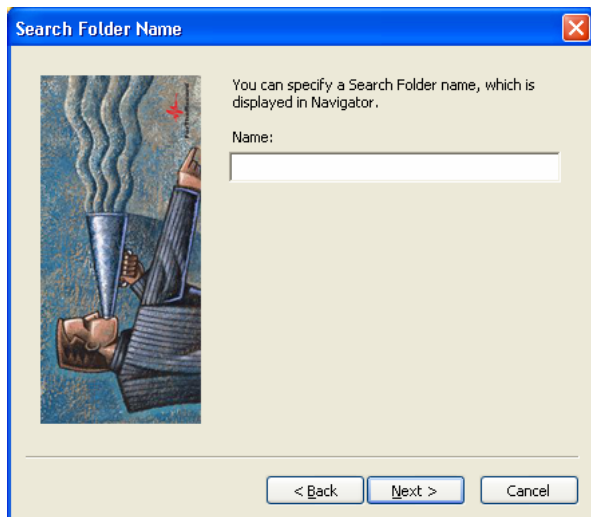 Search Folder Name
You can specify a Search Folder name, which is
displayed in Navigator.
Name:
< Back
Next >
Cancel